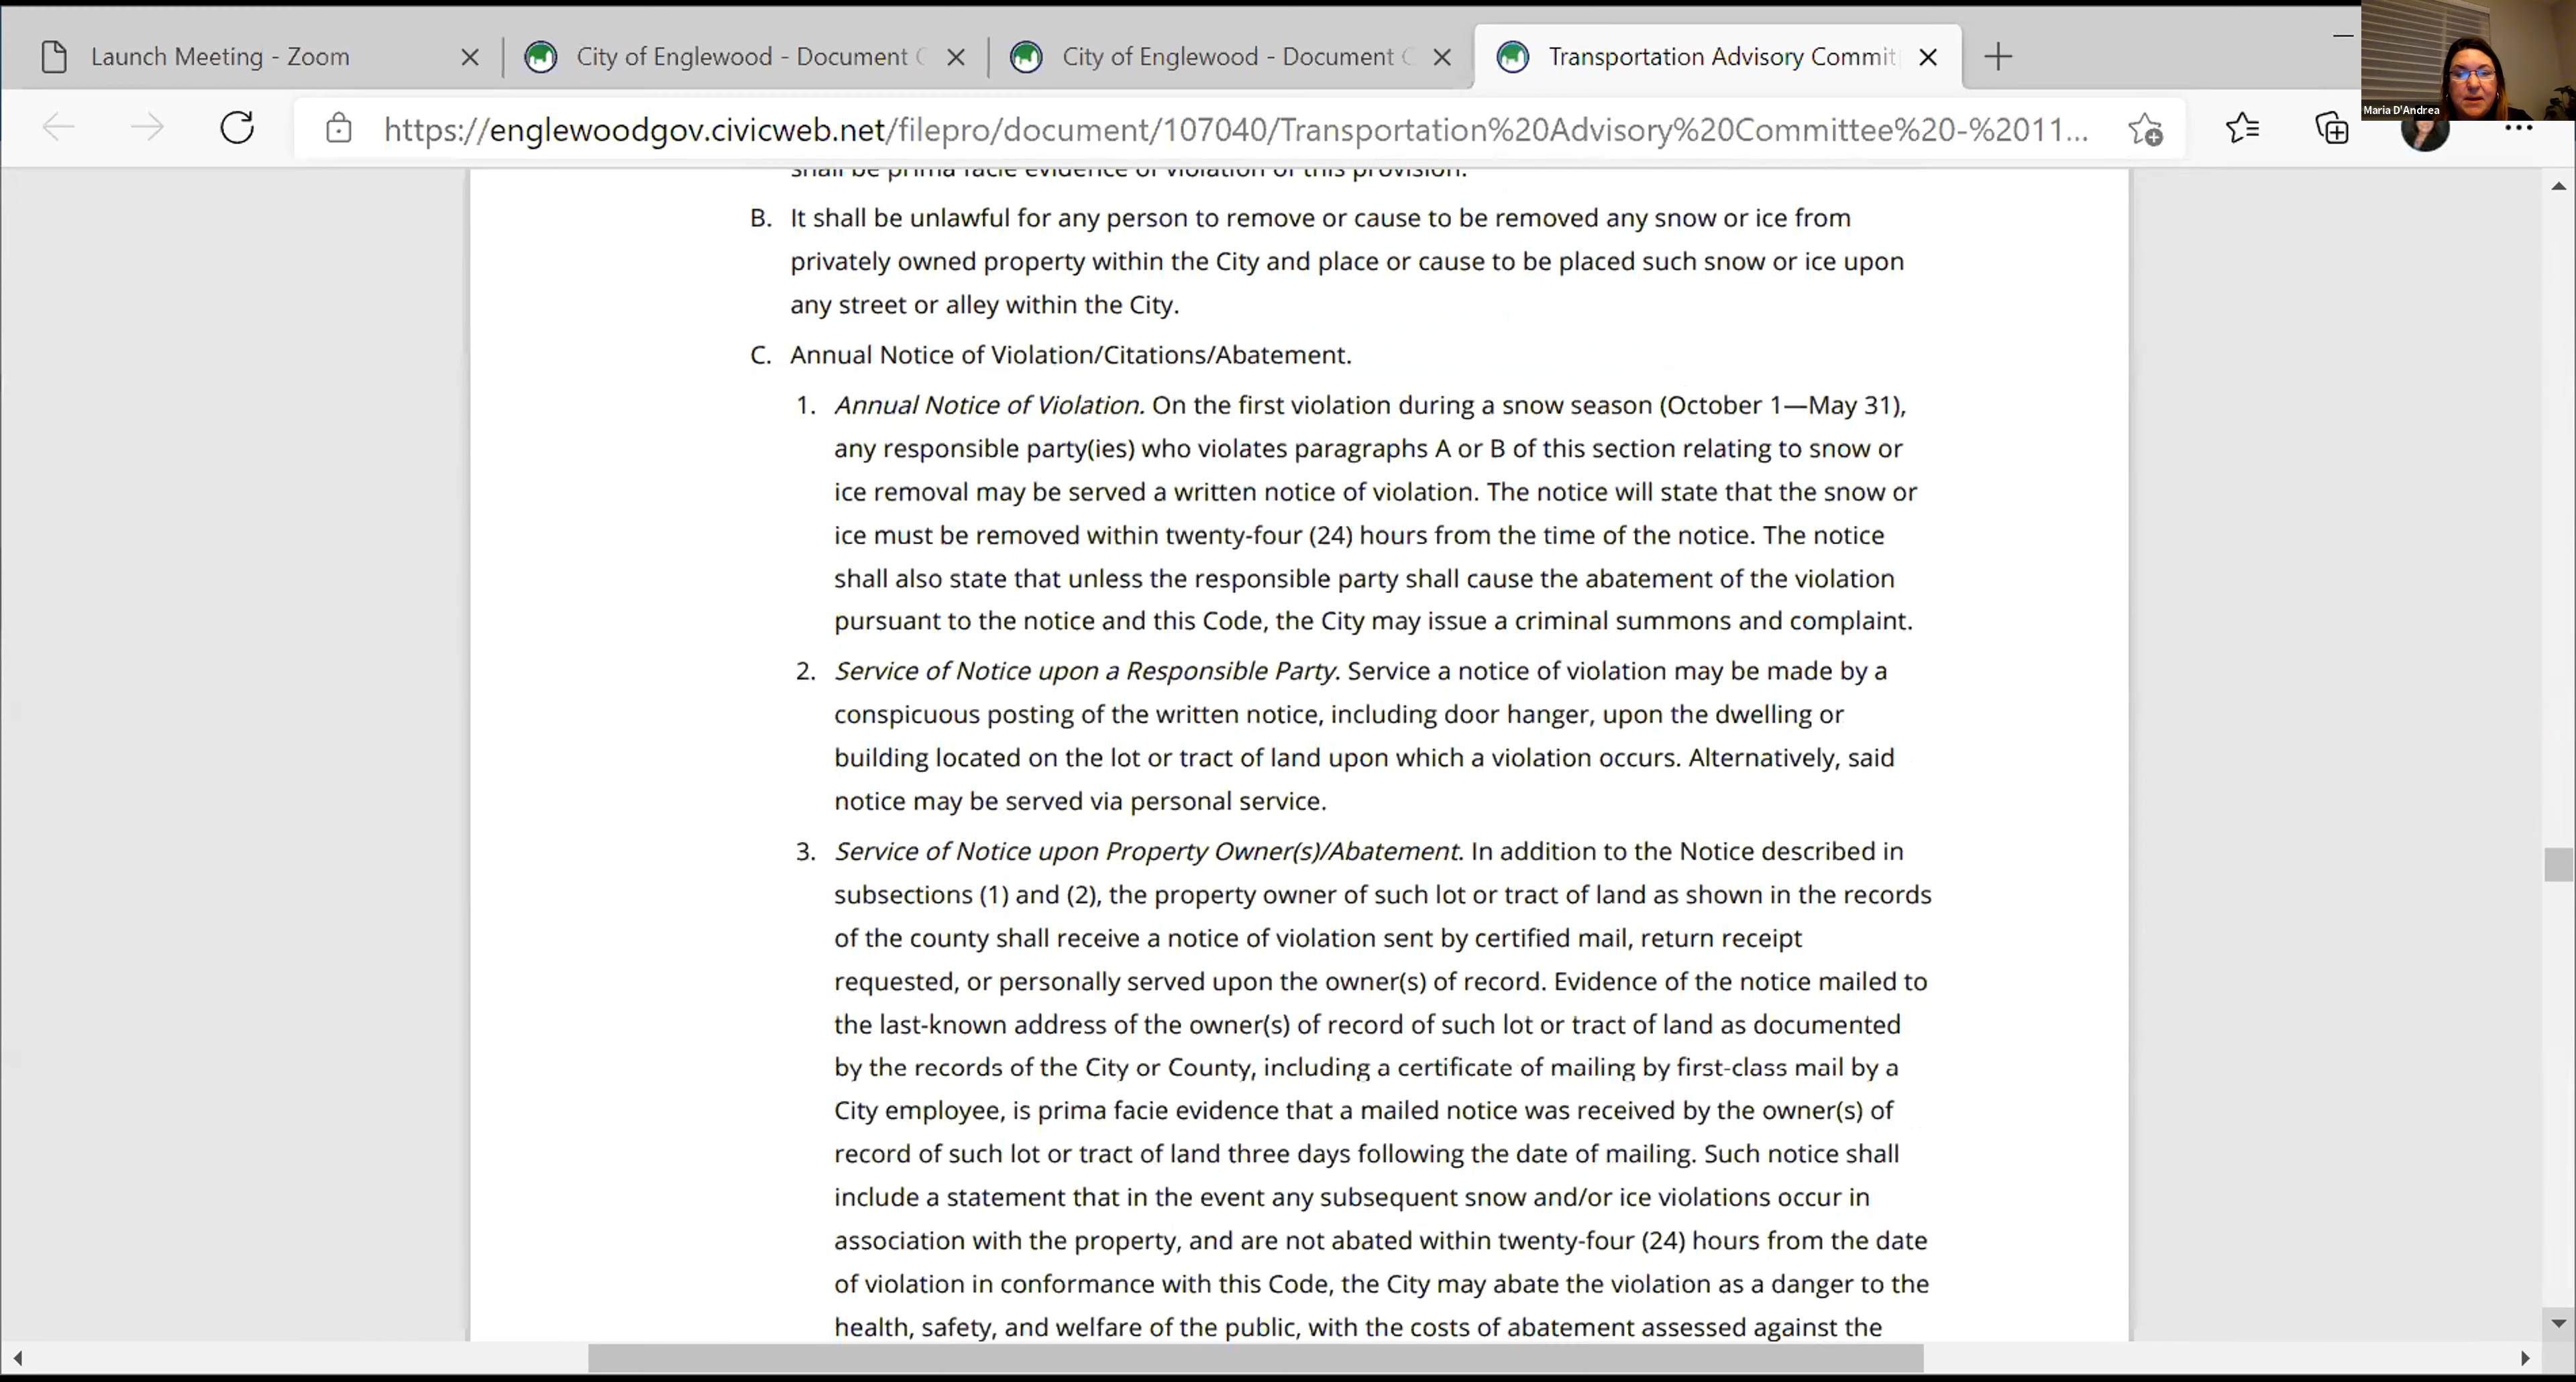 Launch Meeting - Zoom
City of Englewood - Document
City of Englewood - Document
Transportation Advisory Commit
Maria D'Andrea
https://englewoodgov.civicweb.net/filepro/document/107040/Transportation%20Advisory%20Committee%20-%2011...
shall be prima facie evidence of violation of this provision.
B. It shall be unlawful for any person to remove or cause to be removed any snow or ice from
privately owned property within the City and place or cause to be placed such snow or ice upon
any street or alley within the City.
C. Annual Notice of Violation/Citations/Abatement.
1. Annual Notice of Violation. On the first violation during a snow season (October 1—May 31),
any responsible party(ies) who violates paragraphs A or B of this section relating to snow or
ice removal may be served a written notice of violation. The notice will state that the snow or
ice must be removed within twenty-four (24) hours from the time of the notice. The notice
shall also state that unless the responsible party shall cause the abatement of the violation
pursuant to the notice and this Code, the City may issue a criminal summons and complaint.
2. Service of Notice upon a Responsible Party. Service a notice of violation may be made by a
conspicuous posting of the written notice, including door hanger, upon the dwelling or
building located on the lot or tract of land upon which a violation occurs. Alternatively, said
notice may be served via personal service.
3. Service of Notice upon Property Owner(s)/Abatement. In addition to the Notice described in
subsections (1) and (2), the property owner of such lot or tract of land as shown in the records
of the county shall receive a notice of violation sent by certified mail, return receipt
requested, or personally served upon the owner(s) of record. Evidence of the notice mailed to
the last-known address of the owner(s) of record of such lot or tract of land as documented
by the records of the City or County, including a certificate of mailing by first-class mail by a
City employee, is prima facie evidence that a mailed notice was received by the owner(s) of
record of such lot or tract of land three days following the date of mailing. Such notice shall
include a statement that in the event any subsequent snow and/or ice violations occur in
association with the property, and are not abated within twenty-four (24) hours from the date
of violation in conformance with this Code, the City may abate the violation as a danger to the
health, safety, and welfare of the public, with the costs of abatement assessed against the